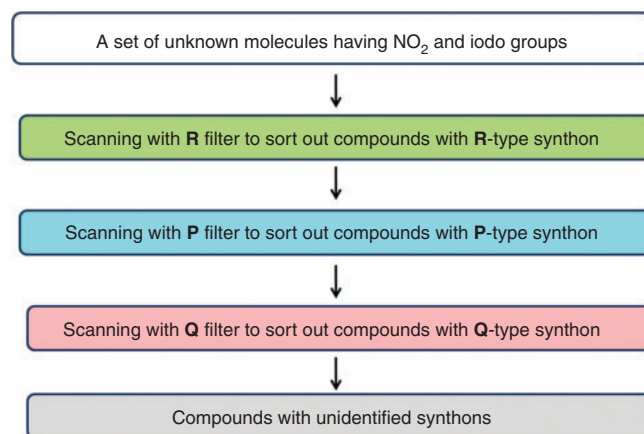 A set of unknown molecules having NO₂ and iodo groups
Scanning with R filter to sort out compounds with R-type synthon
Scanning with P filter to sort out compounds with P-type synthon
Scanning with Q filter to sort out compounds with Q-type synthon
Compounds with unidentified synthons